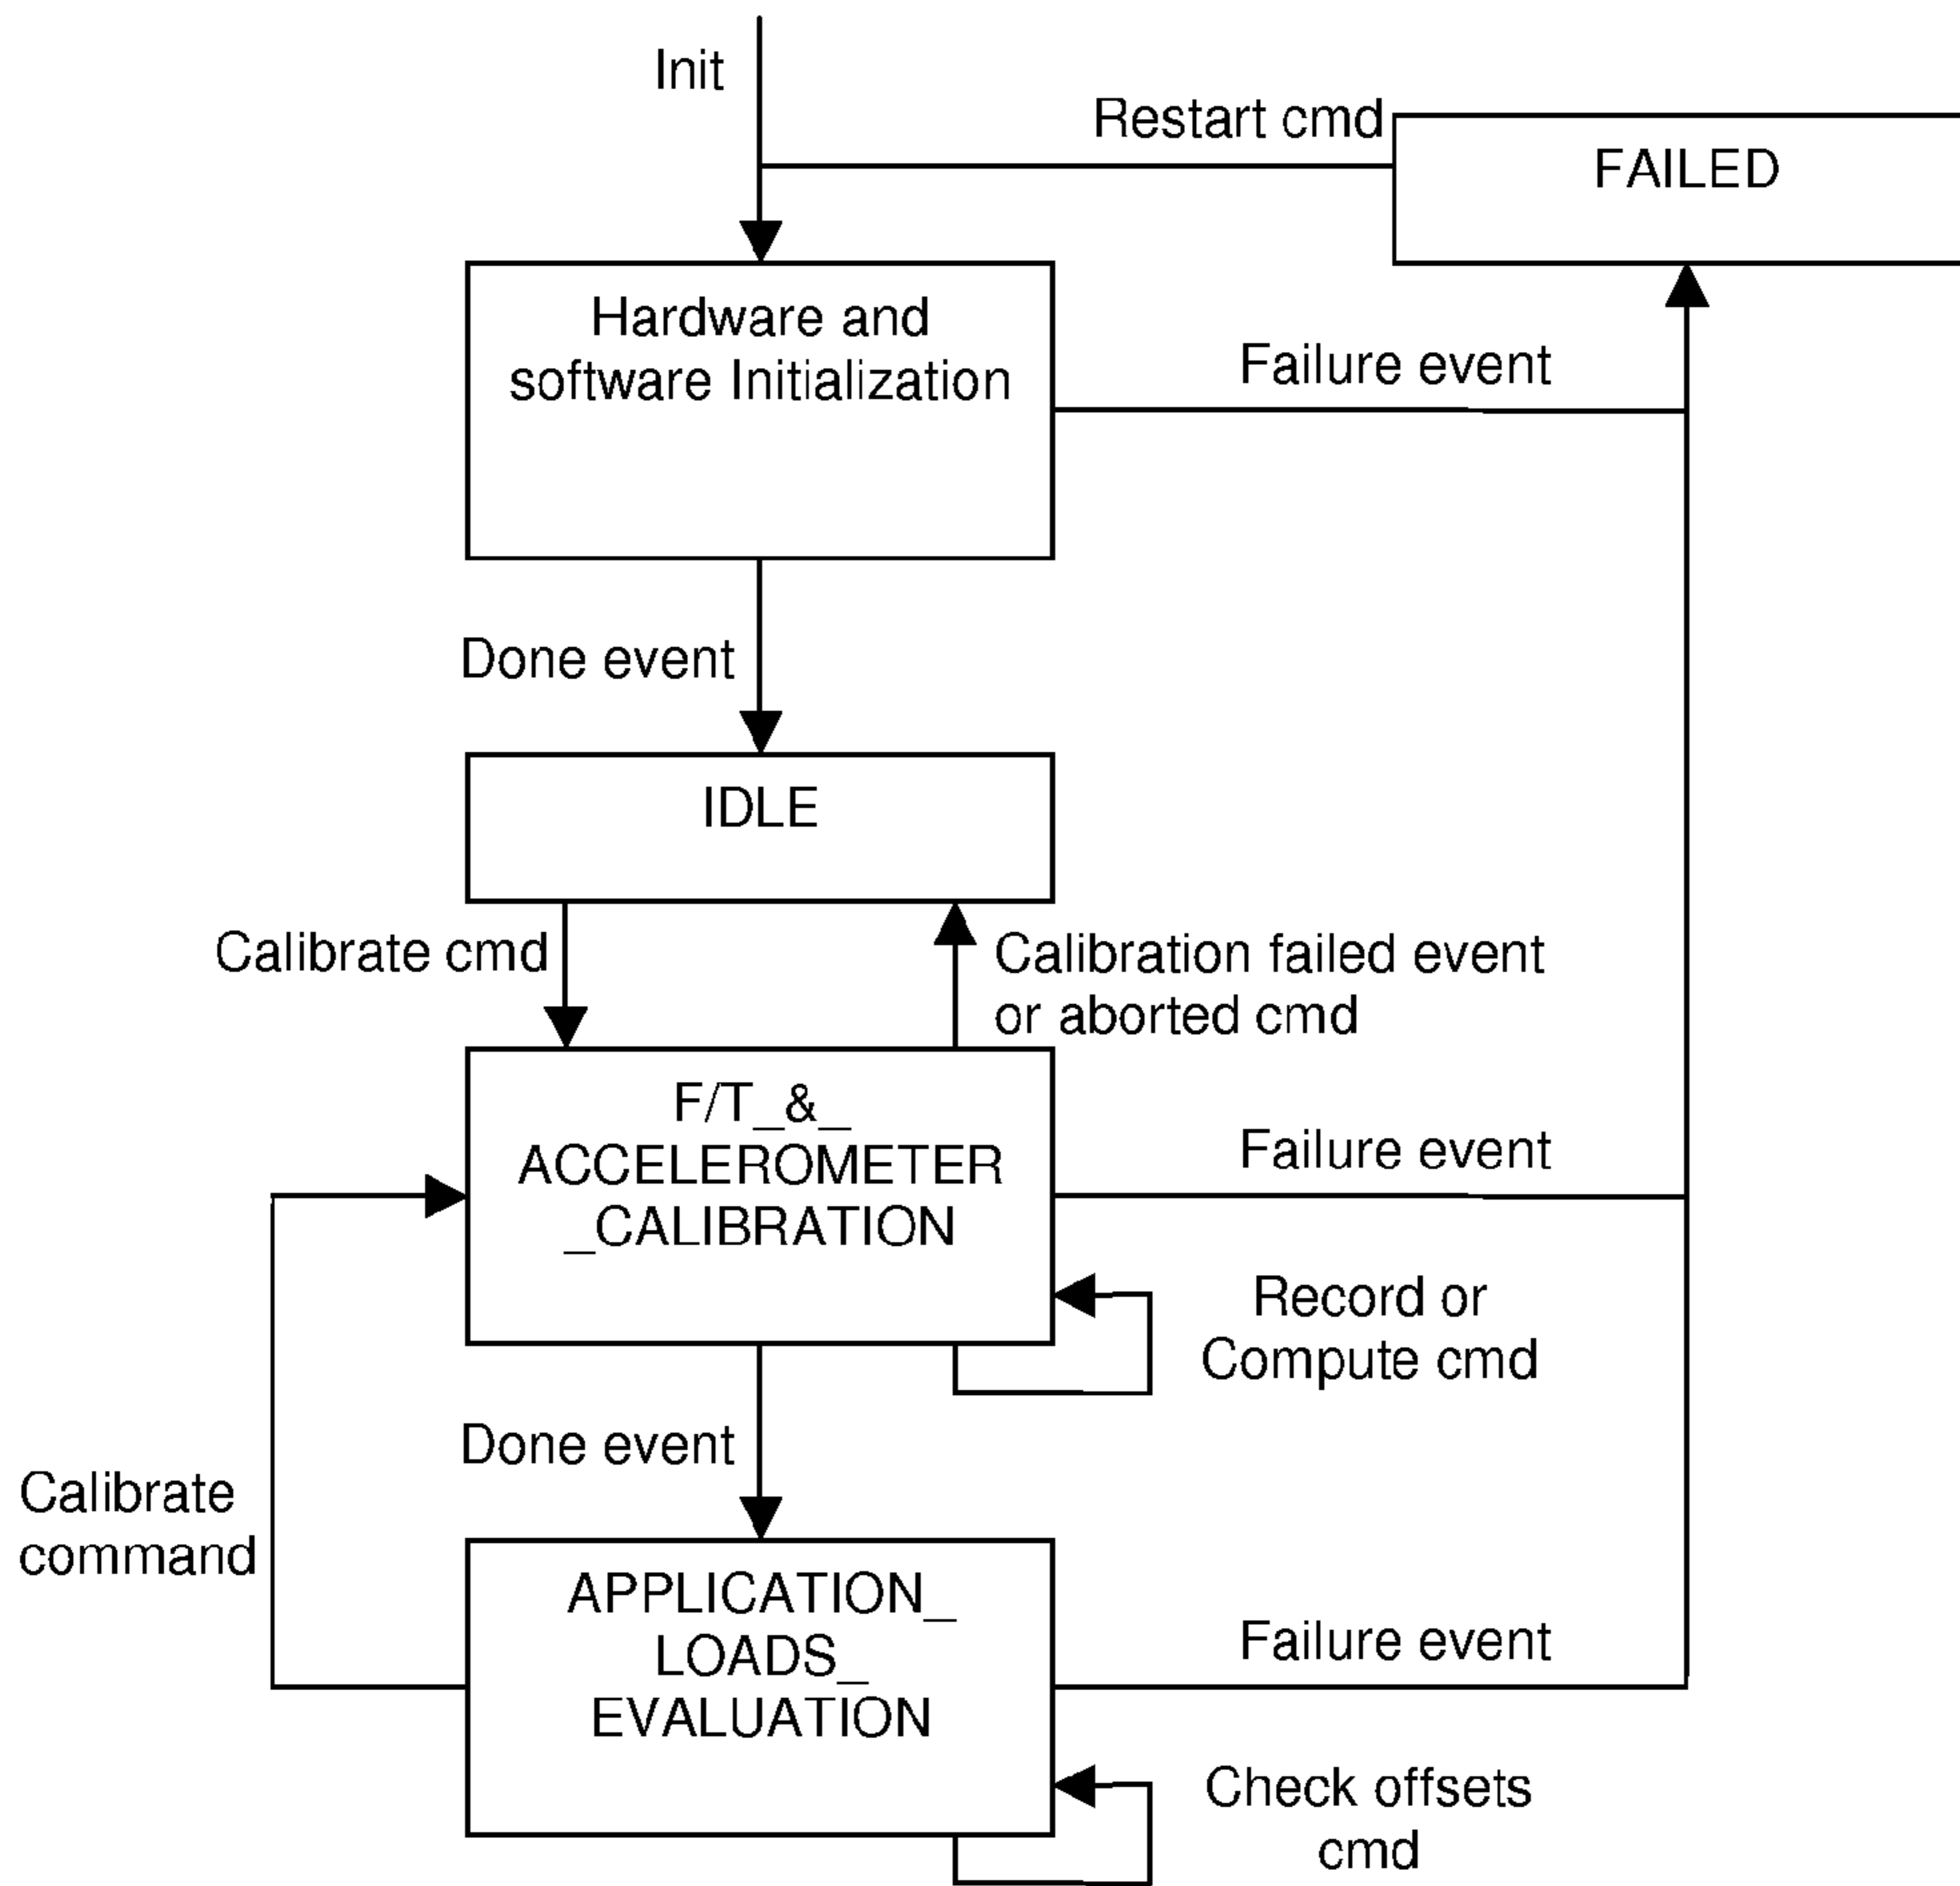 Init
Restart cmd
FAILED
Hardware and
software Initialization
Failure event
Done event
IDLE
Calibrate cmd
Calibration failed event
or aborted cmd
F/T_&_
ACCELEROMETER
_CALIBRATION
Failure event
Record or
Compute cmd
Done event
Calibrate
command
APPLICATION_
LOADS_
EVALUATION
Failure event
Check offsets
cmd